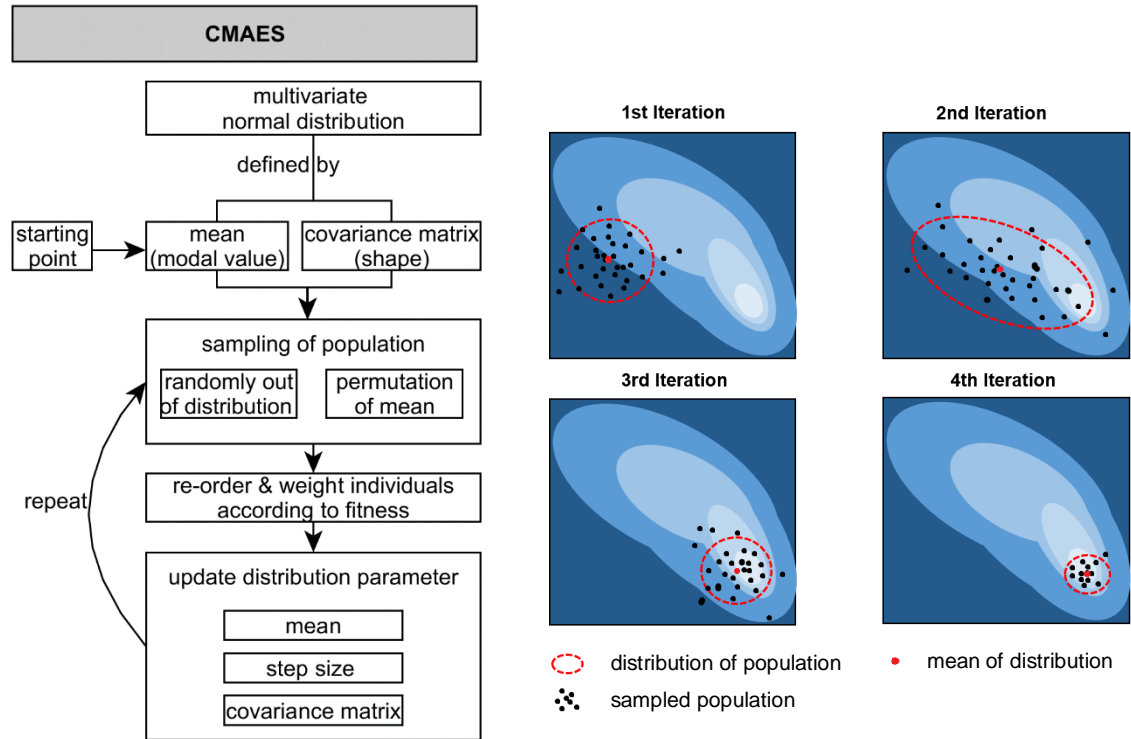 CMAES
multivariate
normal distribution
defined by
starting
point
mean
(modal value)
covariance matrix
(shape)
sampling of population
randomly out
of distribution
permutation
of mean
re-order & weight individuals
according to fitness
repeat
update distribution parameter
mean
step size
covariance matrix
1st Iteration
2nd Iteration
3rd Iteration
4th Iteration
distribution of population
mean of distribution
sampled population